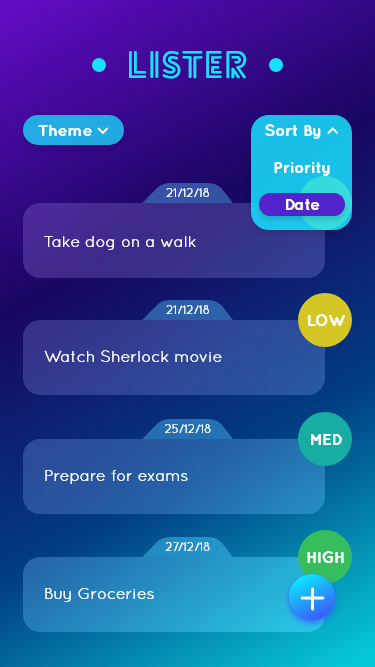 LISTER
Theme
Sort By
Priority
Date
21/12/18
Take dog on a walk
21/12/18
LOW
Watch Sherlock movie
25/12/18
MED
Prepare for exams
27/12/18
HIGH
Buy Groceries